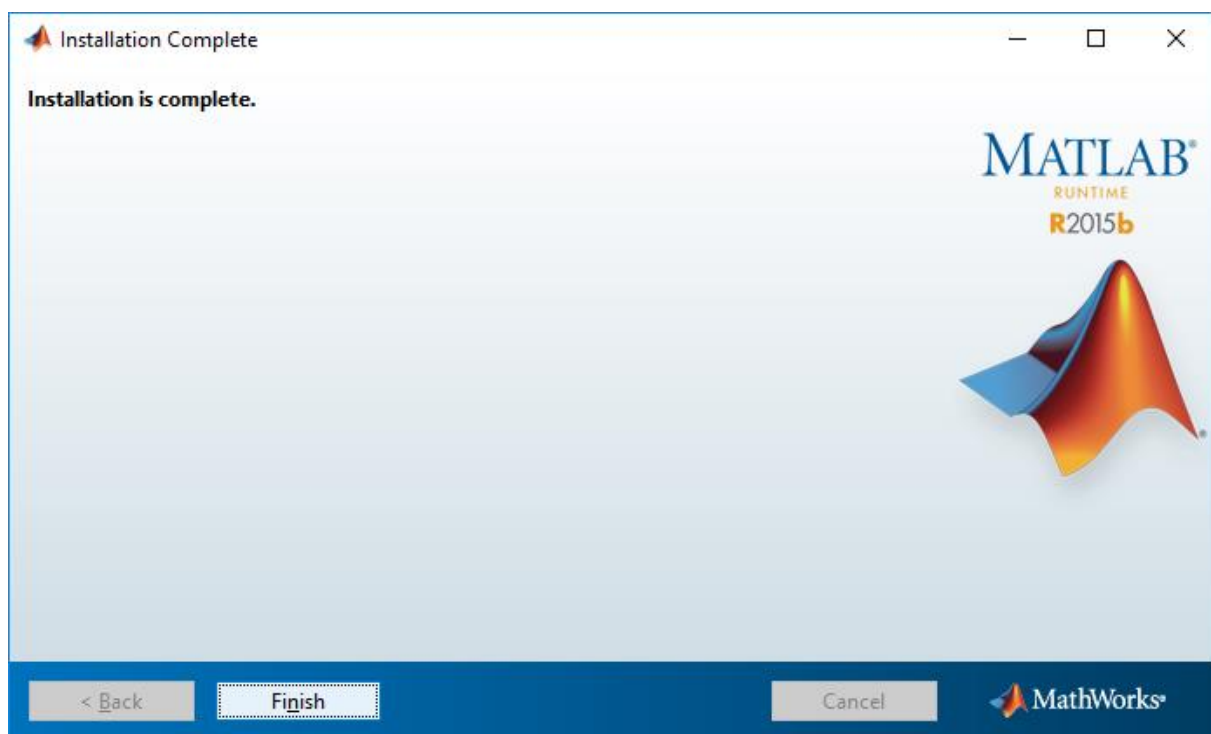 Installation Complete
Installation is complete.
MATLAB®
RUNTIME
R2015b
®
< Back
Finish
Cancel
MathWorks®